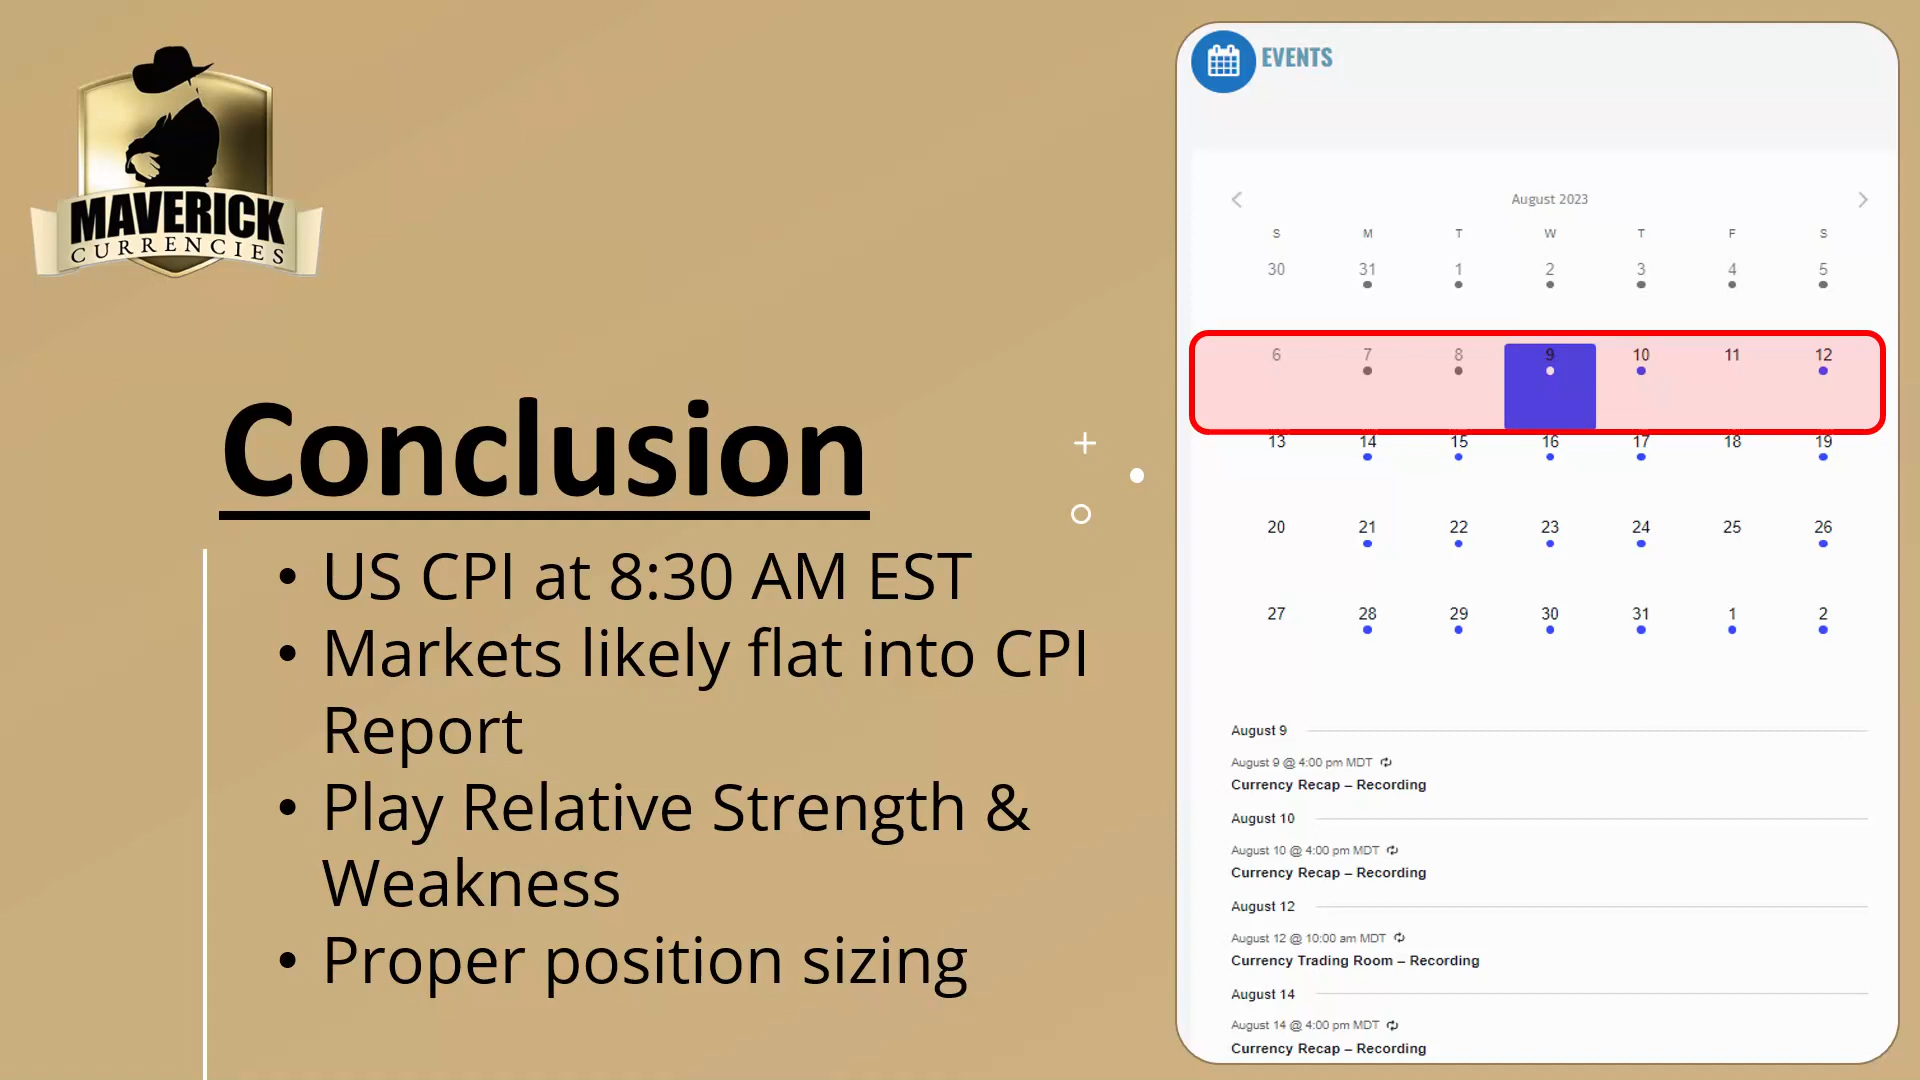 MAVERICK
CURRENCIES
Conclusion
• US CPI at 8:30 AM EST
• Markets likely flat into CPI
Report
• Play Relative Strength &
Weakness
• Proper position sizing
EVENTS
August 2023
S M T W T F S
30 31 1 2 3 4 5
6 7 8 9 10 11 12
13 14 15 16 17 18 19
20 21 22 23 24 25 26
27 28 29 30 31 1 2
August 9
August 9 @ 4:00 pm MDT
Currency Recap – Recording
August 10
August 10 @ 4:00 pm MDT
Currency Recap – Recording
August 12
August 12 @ 10:00 am MDT
Currency Trading Room – Recording
August 14
August 14 @ 4:00 pm MDT
Currency Recap – Recording